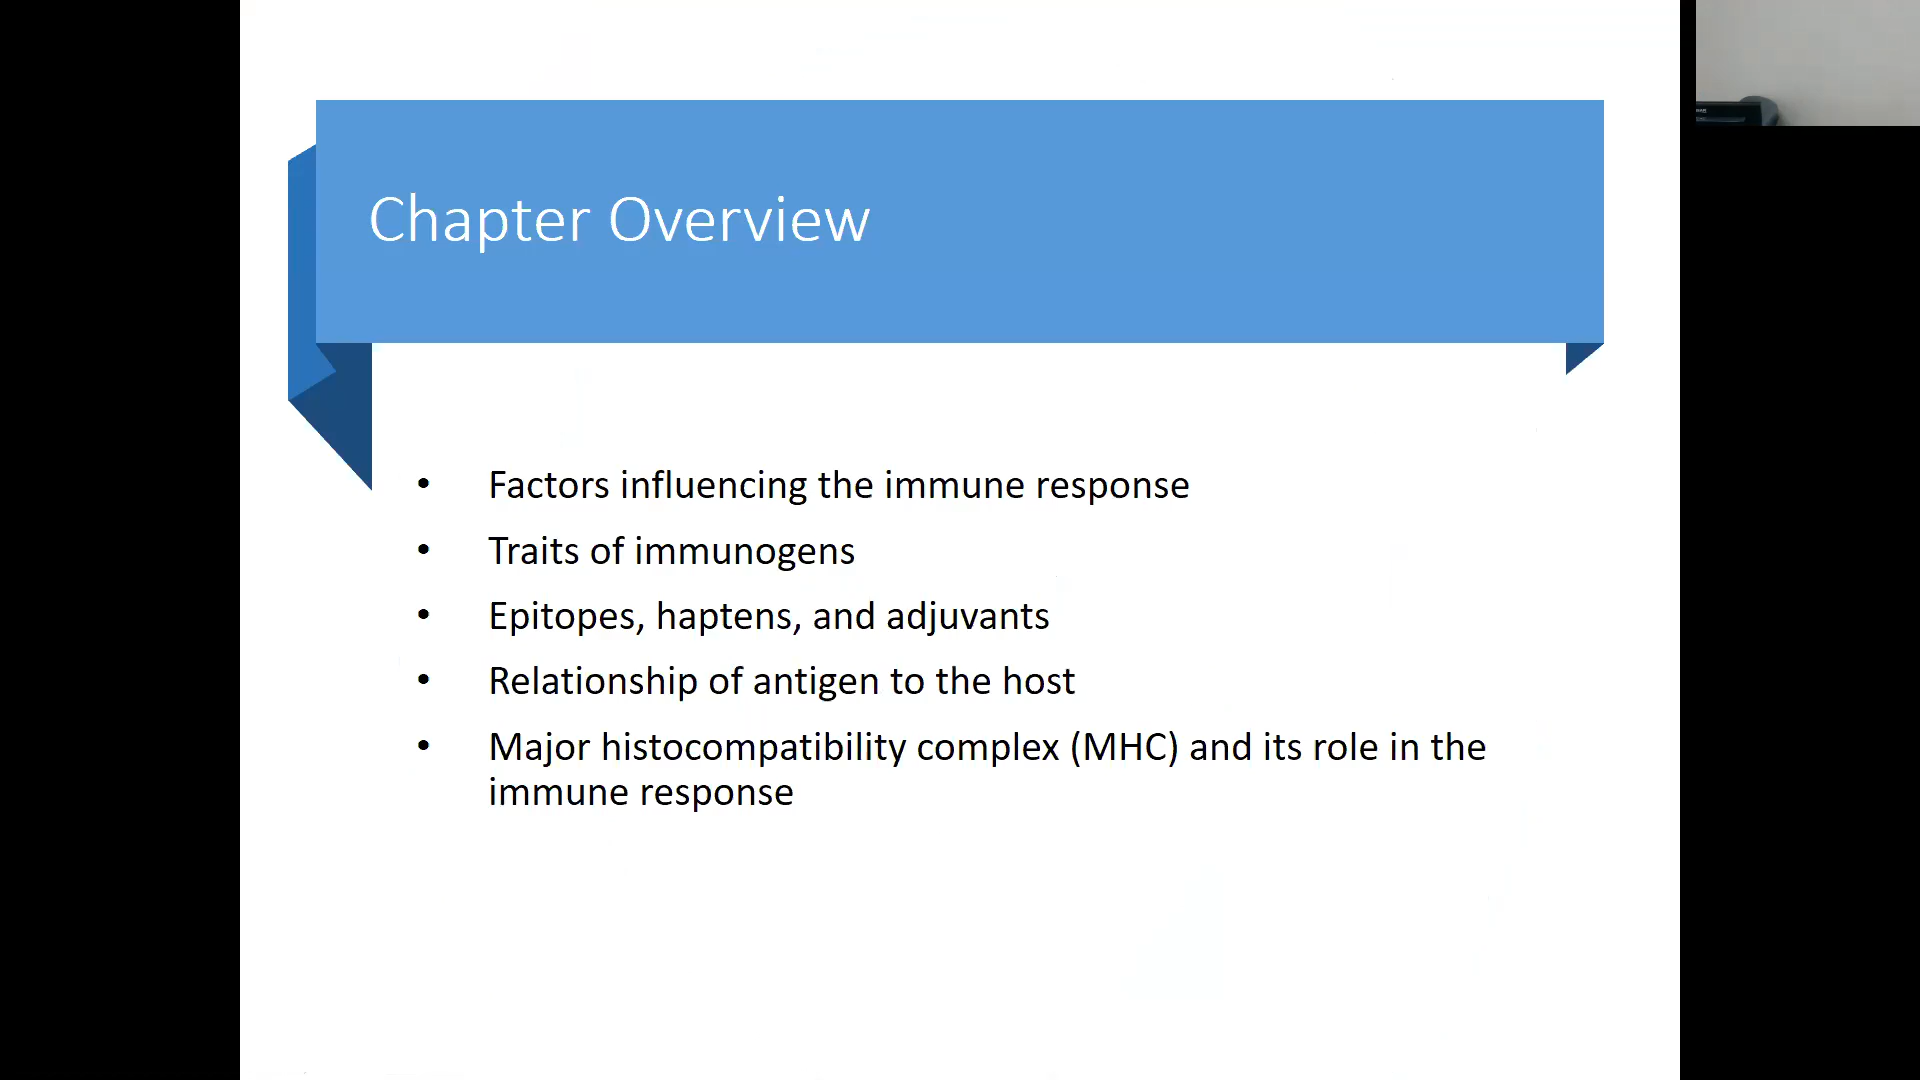 Chapter Overview
• Factors influencing the immune response
• Traits of immunogens
• Epitopes, haptens, and adjuvants
• Relationship of antigen to the host
• Major histocompatibility complex (MHC) and its role in the
immune response